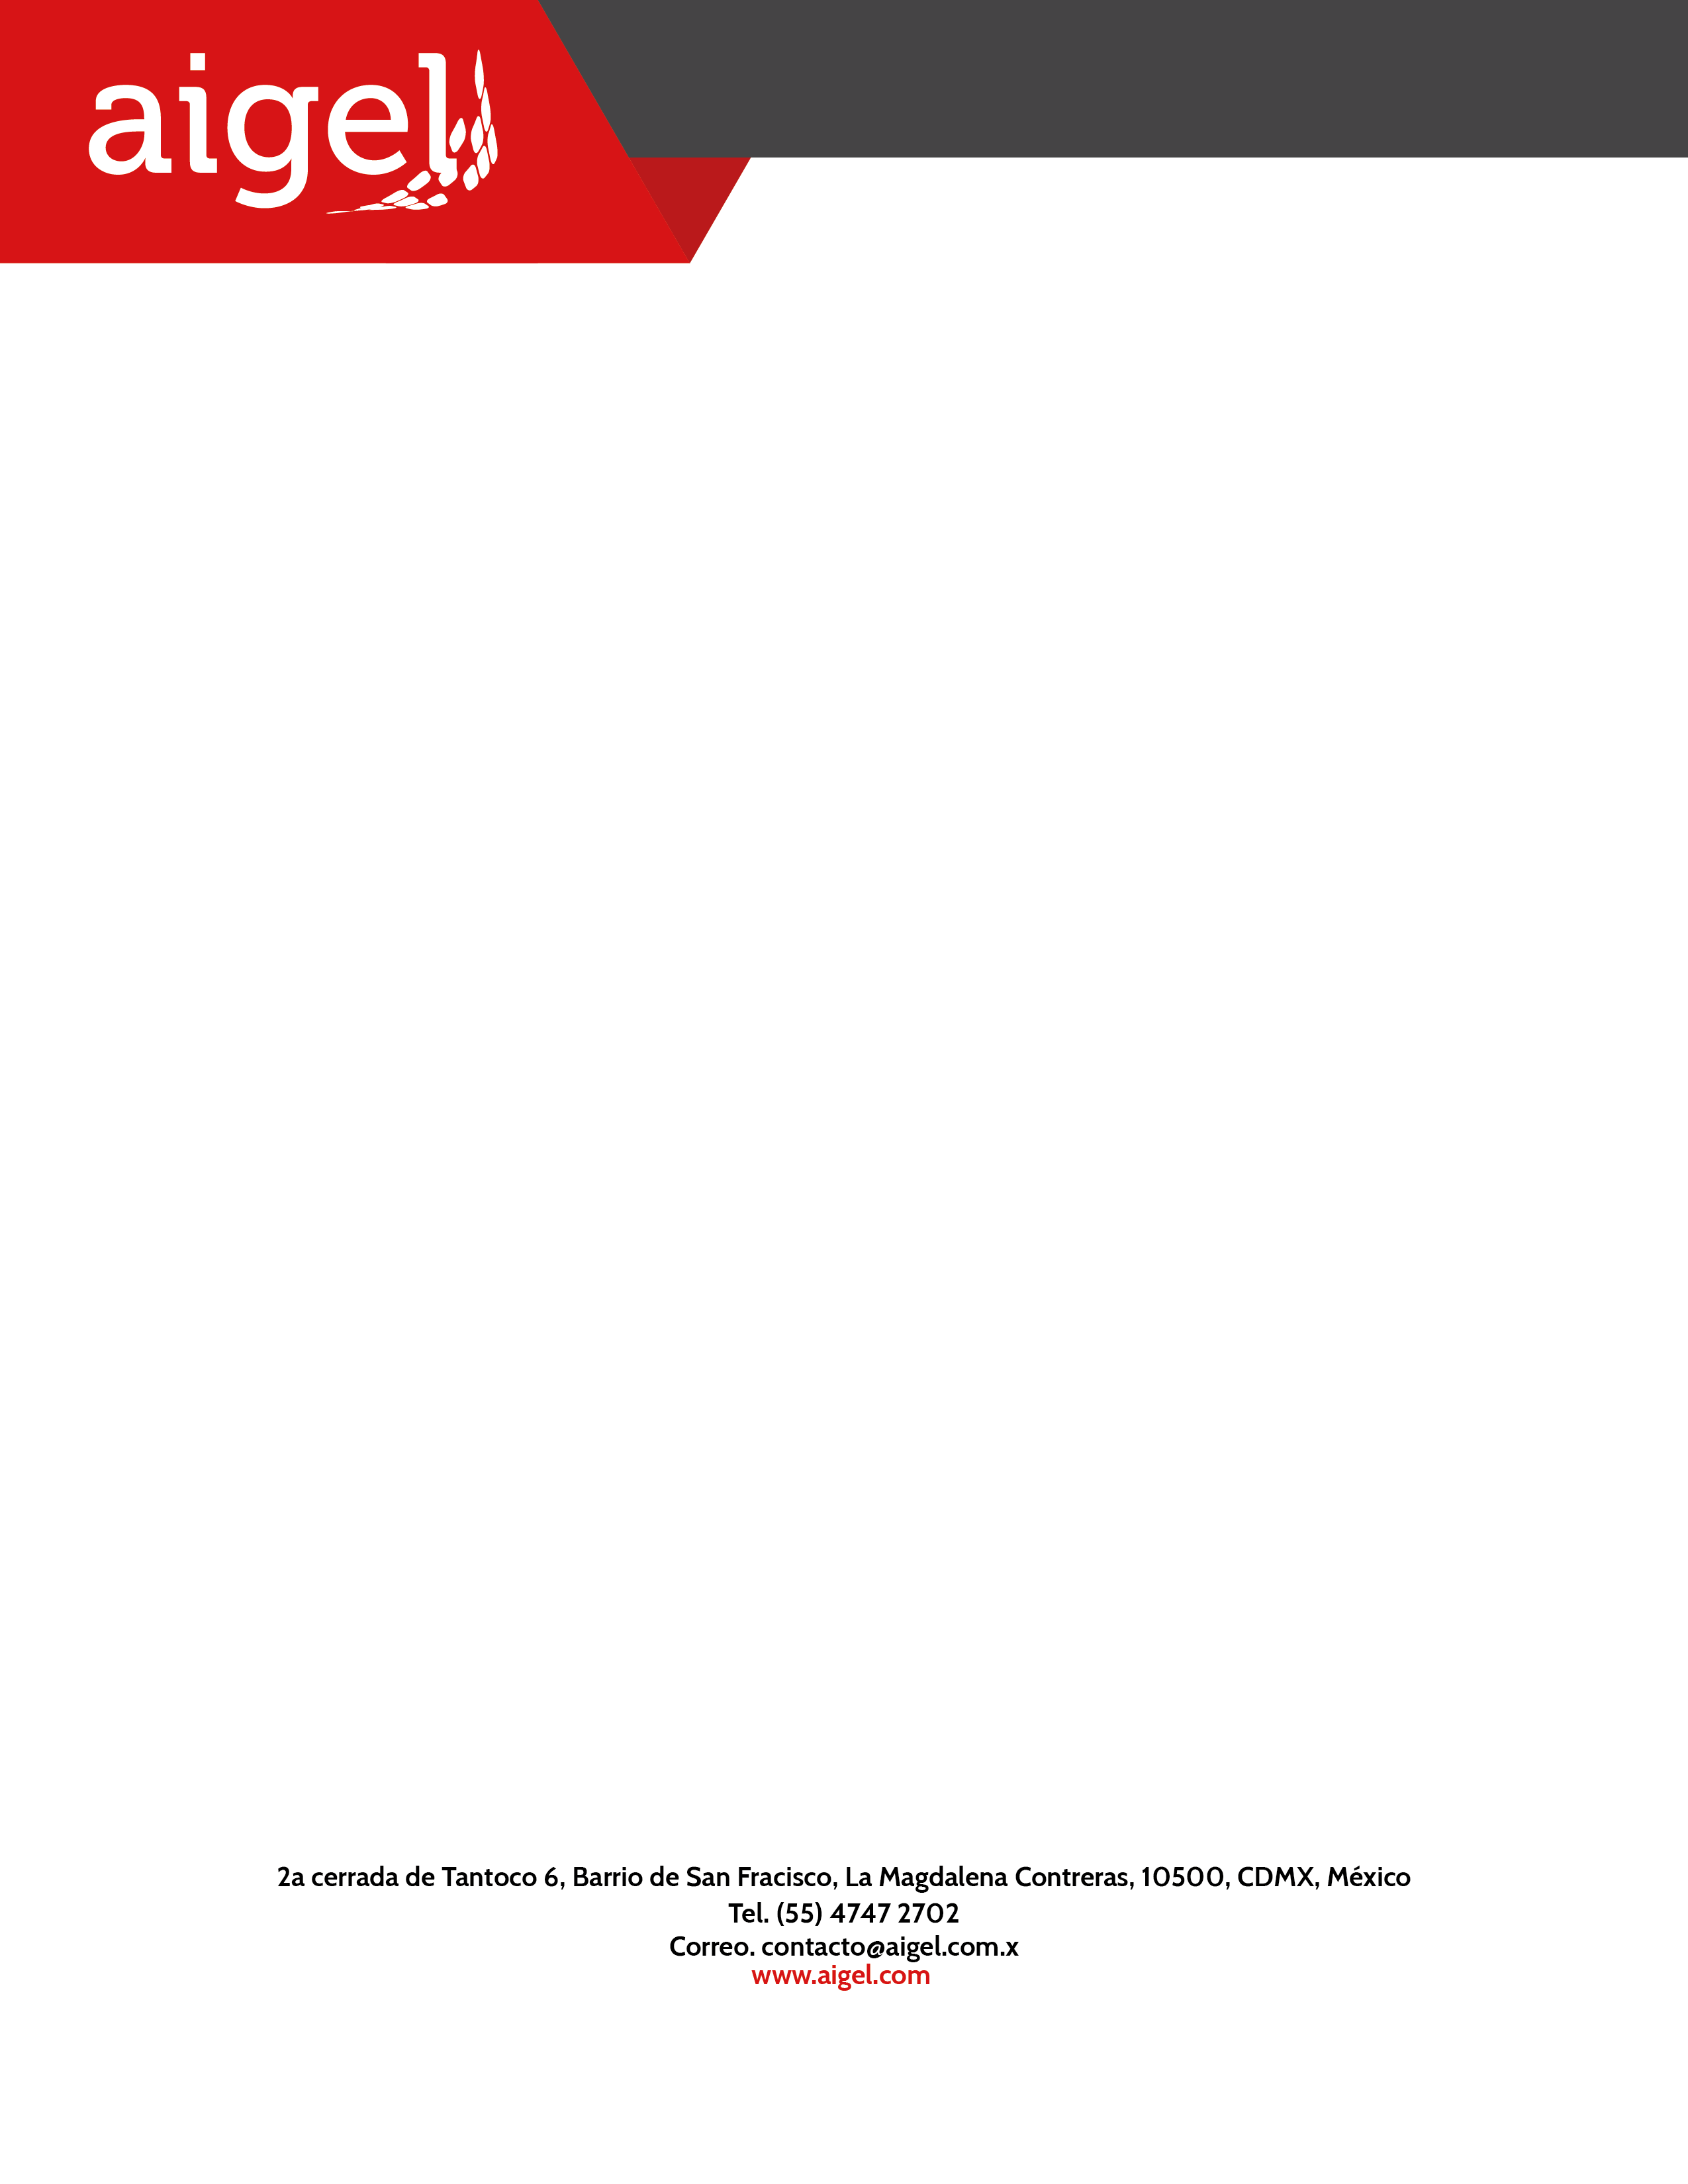 aigel
2a cerrada de Tantoco 6, Barrio de San Fracisco, La Magdalena Contreras, 10500, CDMX, México
Tel. (55) 4747 2702
Correo. contacto@aigel.com.x
www.aigel.com